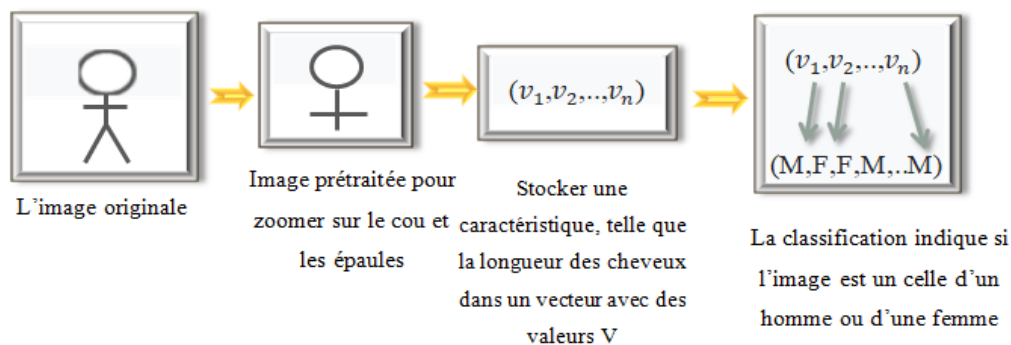 L'image originale
Image prétraitée pour
zoomer sur le cou et
les épaules
(v₁,v₂,..,vₙ)
Stocker une
caractéristique, telle que
la longueur des cheveux
dans un vecteur avec des
valeurs V
(v₁,v₂,..,vₙ)
(M,F,F,M,..M)
La classification indique si
l'image est un celle d'un
homme ou d'une femme